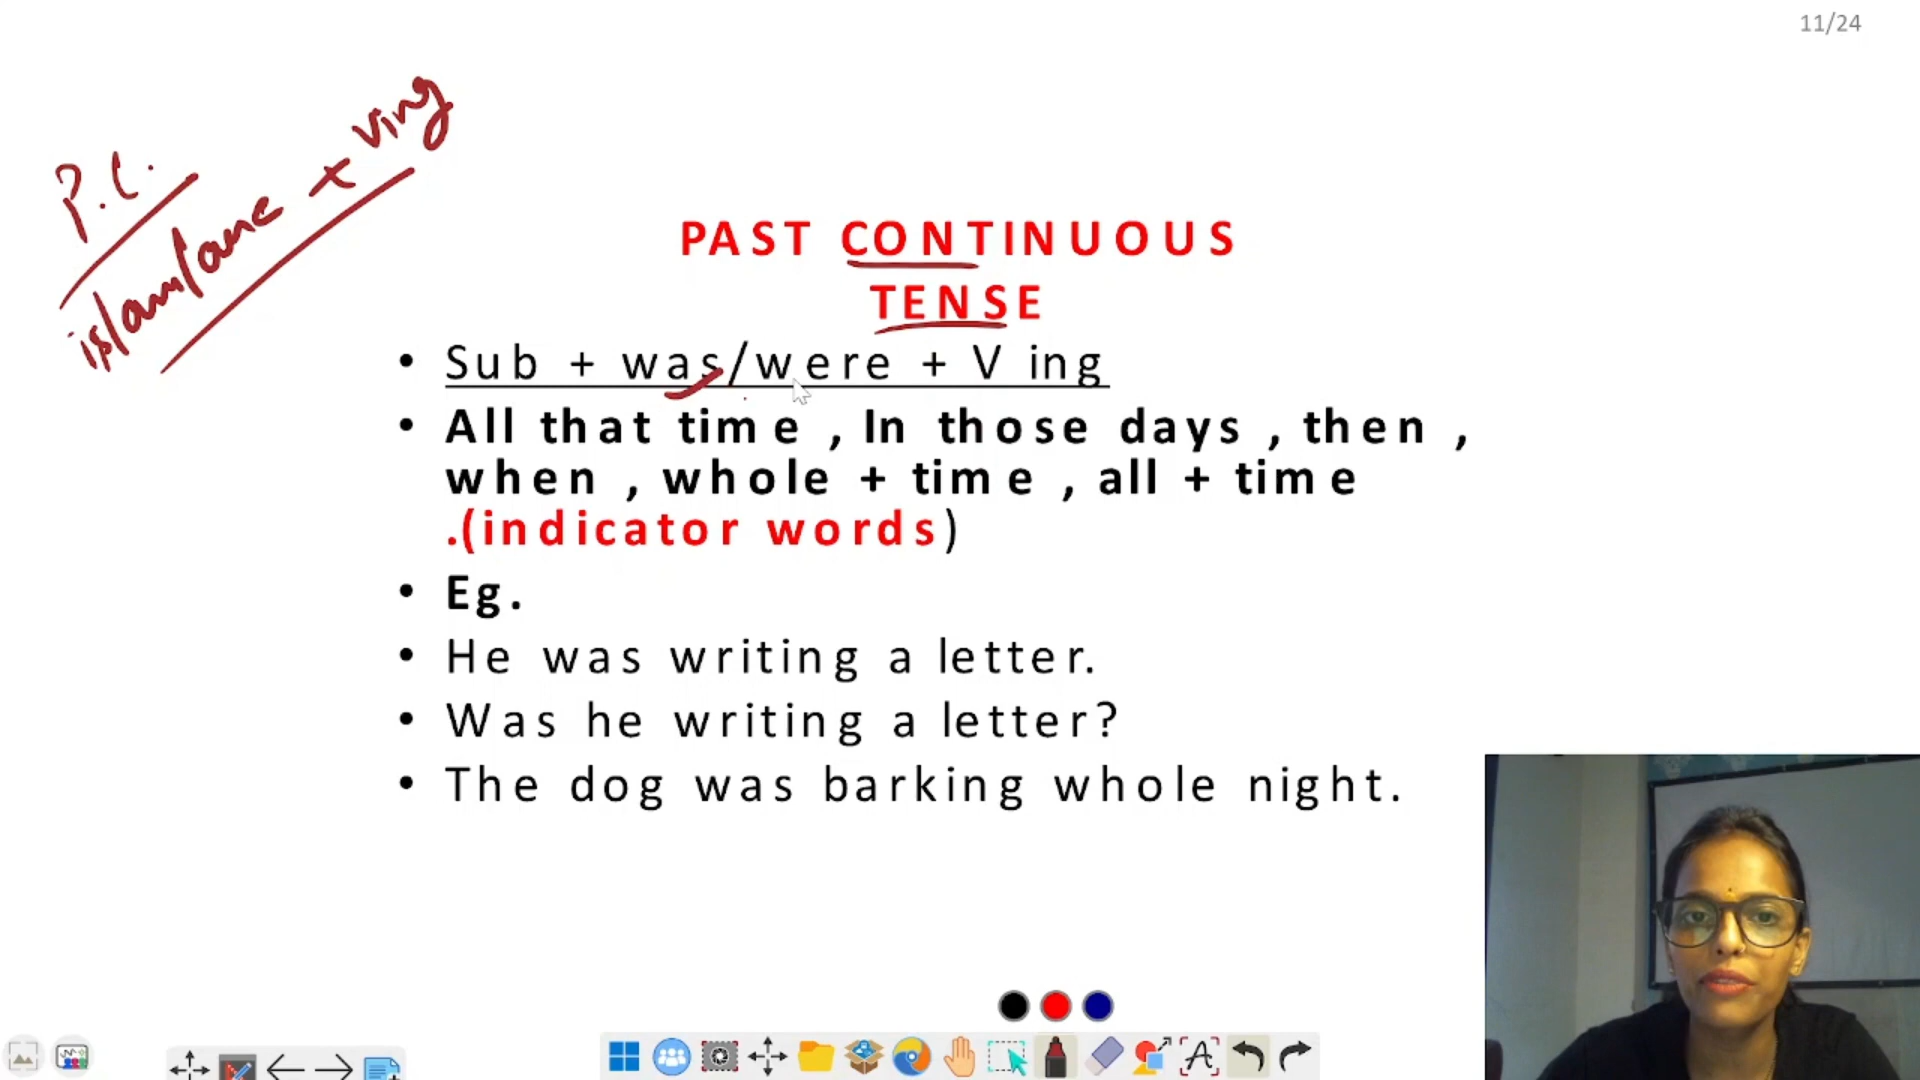 11/24
P.C.
is/am/are + Ving
PAST CONTINUOUS
TENSE
• Sub + was/were + V ing
• All that time , In those days , then ,
when , whole + time , all + time
.(indicator words)
• Eg.
• He was writing a letter.
• Was he writing a letter?
• The dog was barking whole night.